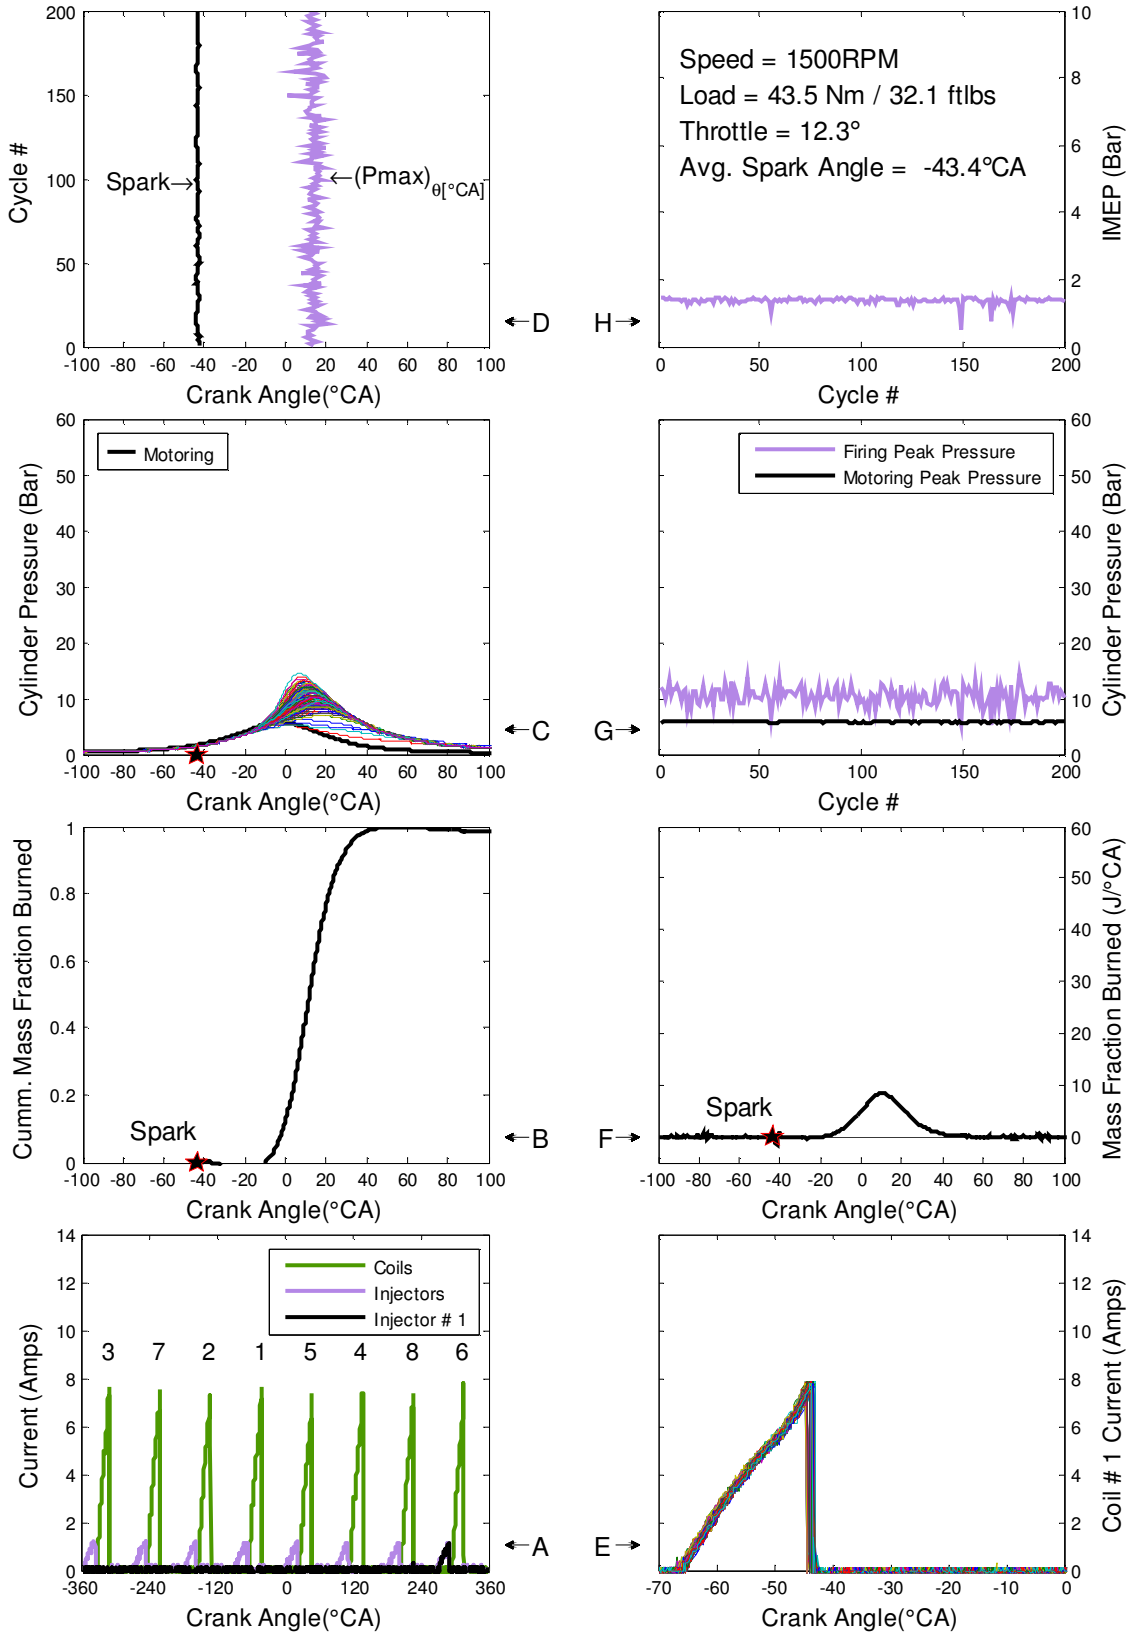 200
150
100
50
0
Cycle #
Spark
(Pmax)θ[°CA]
-100 -80 -60 -40 -20 0 20 40 60 80 100
Crank Angle(°CA)
D
Speed = 1500RPM
Load = 43.5 Nm / 32.1 ftlbs
Throttle = 12.3°
Avg. Spark Angle = -43.4°CA
10
8
6
4
2
0
IMEP (Bar)
0 50 100 150 200
Cycle #
H
60
50
40
30
20
10
0
Cylinder Pressure (Bar)
Motoring
-100 -80 -60 -40 -20 0 20 40 60 80 100
Crank Angle(°CA)
C
Firing Peak Pressure
Motoring Peak Pressure
60
50
40
30
20
10
0
Cylinder Pressure (Bar)
0 50 100 150 200
Cycle #
G
1
0.8
0.6
0.4
0.2
0
Cumm. Mass Fraction Burned
Spark
-100 -80 -60 -40 -20 0 20 40 60 80 100
Crank Angle(°CA)
B
60
50
40
30
20
10
0
Mass Fraction Burned (J/°CA)
Spark
-100 -80 -60 -40 -20 0 20 40 60 80 100
Crank Angle(°CA)
F
14
12
10
8
6
4
2
0
Current (Amps)
Coils
Injectors
Injector # 1
3 7 2 1 5 4 8 6
-360 -240 -120 0 120 240 360
Crank Angle(°CA)
A
14
12
10
8
6
4
2
0
Coil # 1 Current (Amps)
-70 -60 -50 -40 -30 -20 -10 0
Crank Angle(°CA)
E